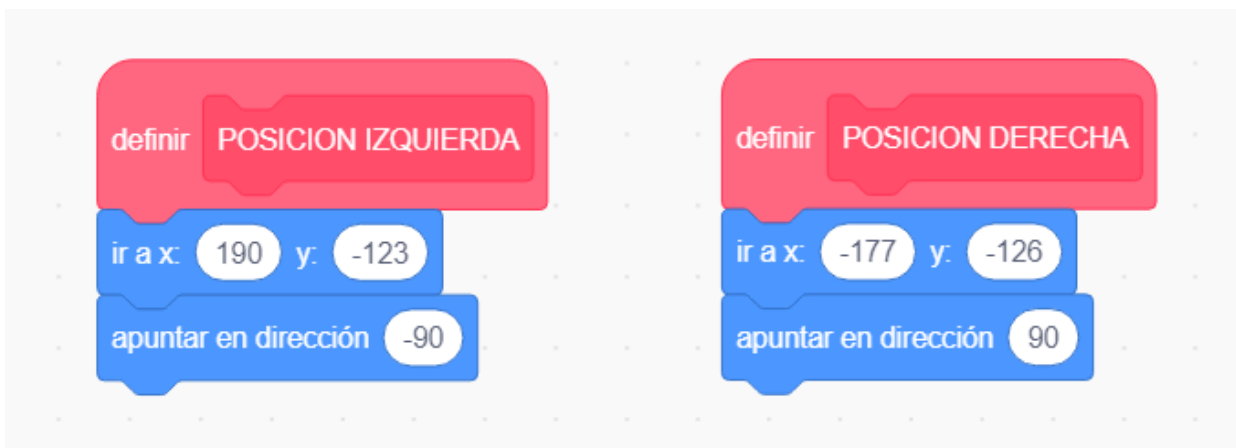 definir POSICION IZQUIERDA
ir a x: 190 y: -123
apuntar en dirección -90
definir POSICION DERECHA
ir a x: -177 y: -126
apuntar en dirección 90